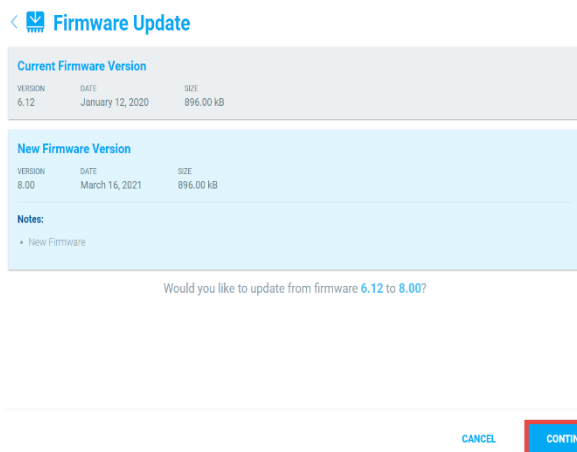 Firmware Update
Current Firmware Version
VERSION DATE SIZE
6.12 January 12, 2020 896.00 kB
New Firmware Version
VERSION DATE SIZE
8.00 March 16, 2021 896.00 kB
Notes:
• New Firmware
Would you like to update from firmware 6.12 to 8.00?
CANCEL CONTIN